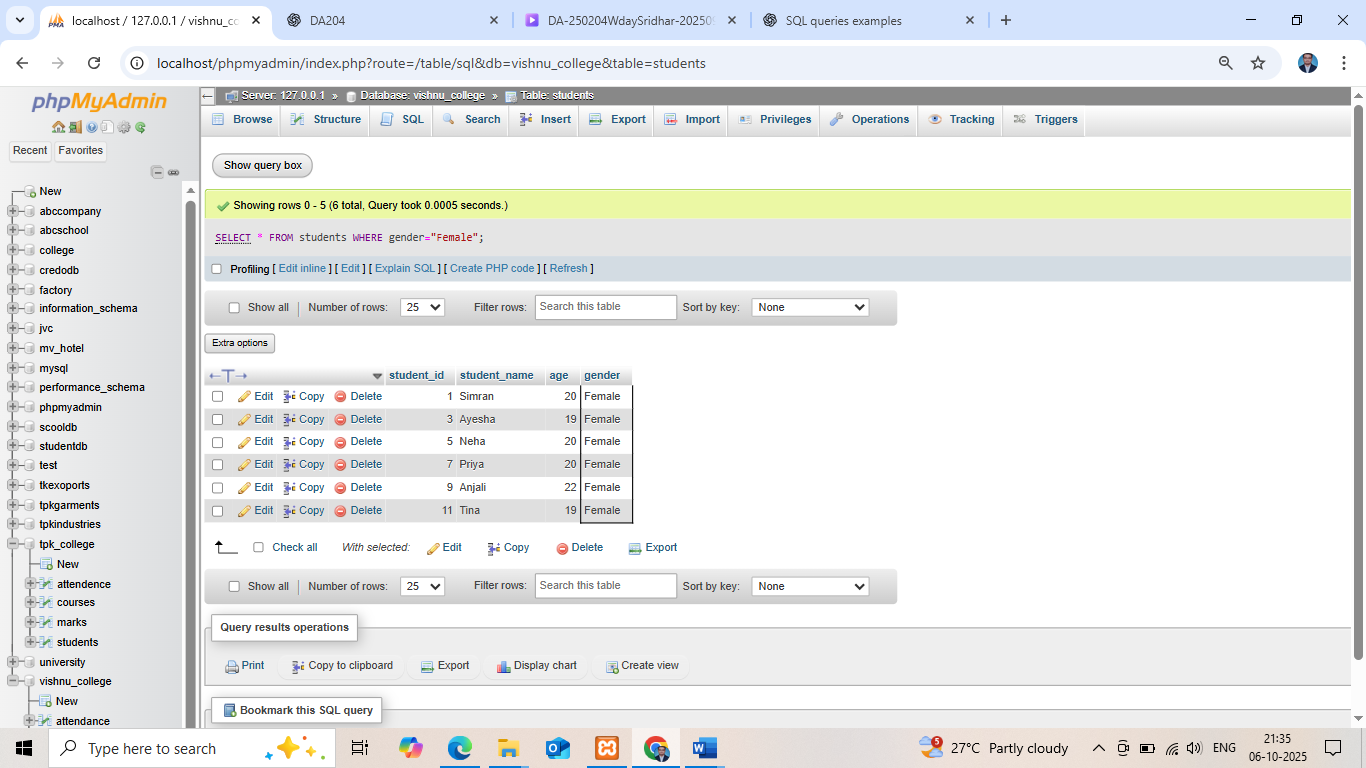 localhost / 127.0.0.1 / vishnu_co
DA204
DA-250204WdaySridhar-202509
SQL queries examples
localhost/phpmyadmin/index.php?route=/table/sql&db=vishnu_college&table=students
phpMyAdmin
Recent Favorites
New
abccompany
abcschool
college
credodb
factory
information_schema
jvc
mv_hotel
mysql
performance_schema
phpmyadmin
scooldb
studentdb
test
tkexoports
tpkgarments
tpkindustries
tpk_college
New
attendence
courses
marks
students
university
vishnu_college
New
attendance
Server: 127.0.0.1 » Database: vishnu_college » Table: students
Browse Structure SQL Search Insert Export Import Privileges Operations Tracking Triggers
Show query box
Showing rows 0 - 5 (6 total, Query took 0.0005 seconds.)
SELECT * FROM students WHERE gender="Female";
Profiling [ Edit inline ] [ Edit ] [ Explain SQL ] [ Create PHP code ] [ Refresh ]
Show all Number of rows: 25 Filter rows: Search this table Sort by key: None
Extra options
student_id student_name age gender
Edit Copy Delete 1 Simran 20 Female
Edit Copy Delete 3 Ayesha 19 Female
Edit Copy Delete 5 Neha 20 Female
Edit Copy Delete 7 Priya 20 Female
Edit Copy Delete 9 Anjali 22 Female
Edit Copy Delete 11 Tina 19 Female
Check all With selected: Edit Copy Delete Export
Show all Number of rows: 25 Filter rows: Search this table Sort by key: None
Query results operations
Print Copy to clipboard Export Display chart Create view
Bookmark this SQL query
Type here to search
5
27°C Partly cloudy
ENG
21:35
06-10-2025